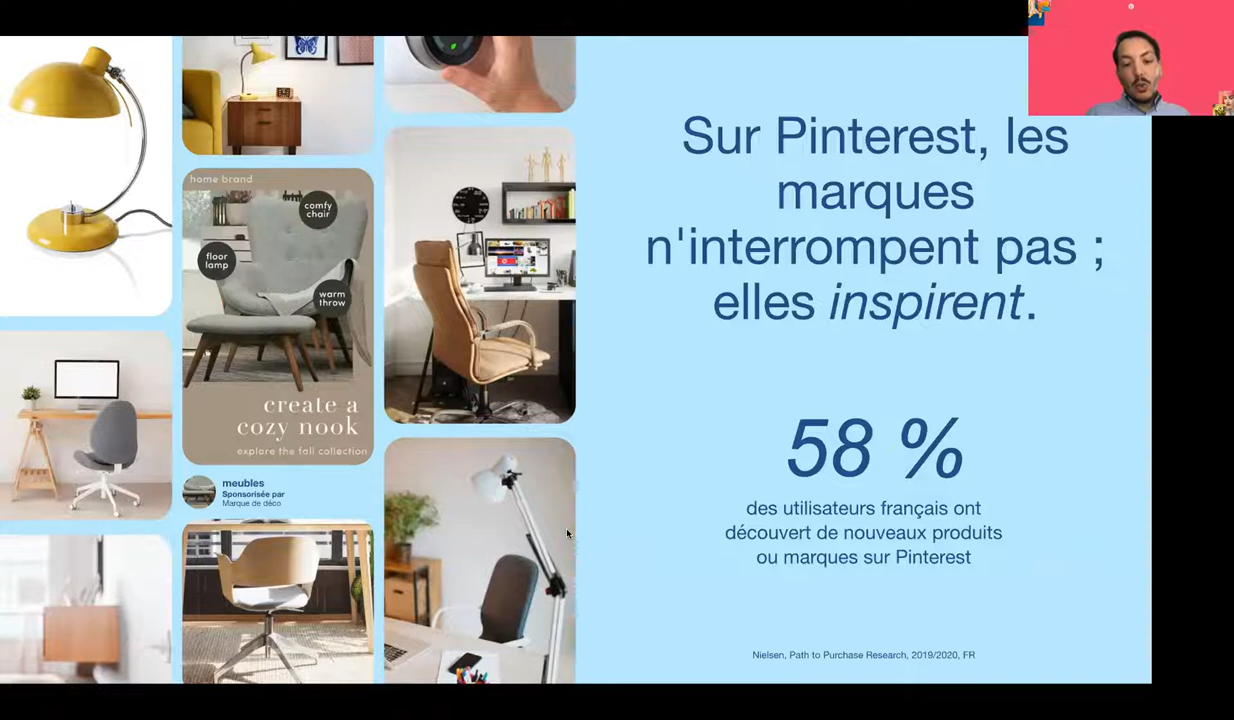 home brand
comfy
chair
floor
lamp
warm
throw
create a
cozy nook
explore the fall collection
meubles
Sponsorisée par
Marque de déco
Sur Pinterest, les
marques
n'interrompent pas ;
elles inspirent.
58 %
des utilisateurs français ont
découvert de nouveaux produits
ou marques sur Pinterest
Nielsen, Path to Purchase Research, 2019/2020, FR